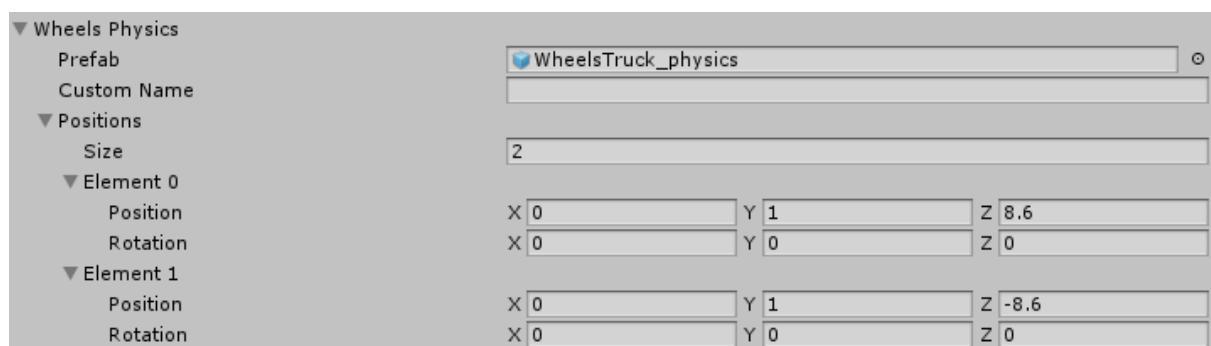 Wheels Physics
Prefab WheelsTruck_physics
Custom Name
Positions
Size 2
Element 0
Position X 0 Y 1 Z 8.6
Rotation X 0 Y 0 Z 0
Element 1
Position X 0 Y 1 Z -8.6
Rotation X 0 Y 0 Z 0